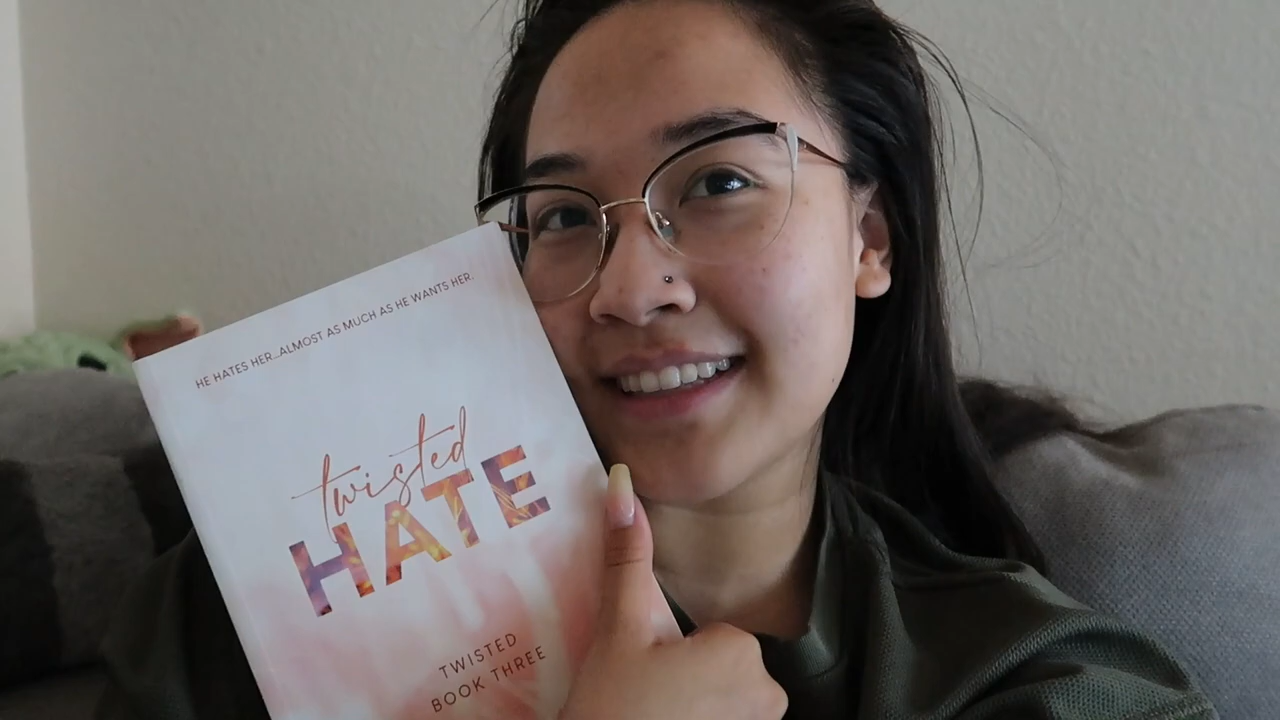 HE HATES HER...ALMOST AS MUCH AS HE WANTS HER.
twisted
HATE
TWISTED
BOOK THREE